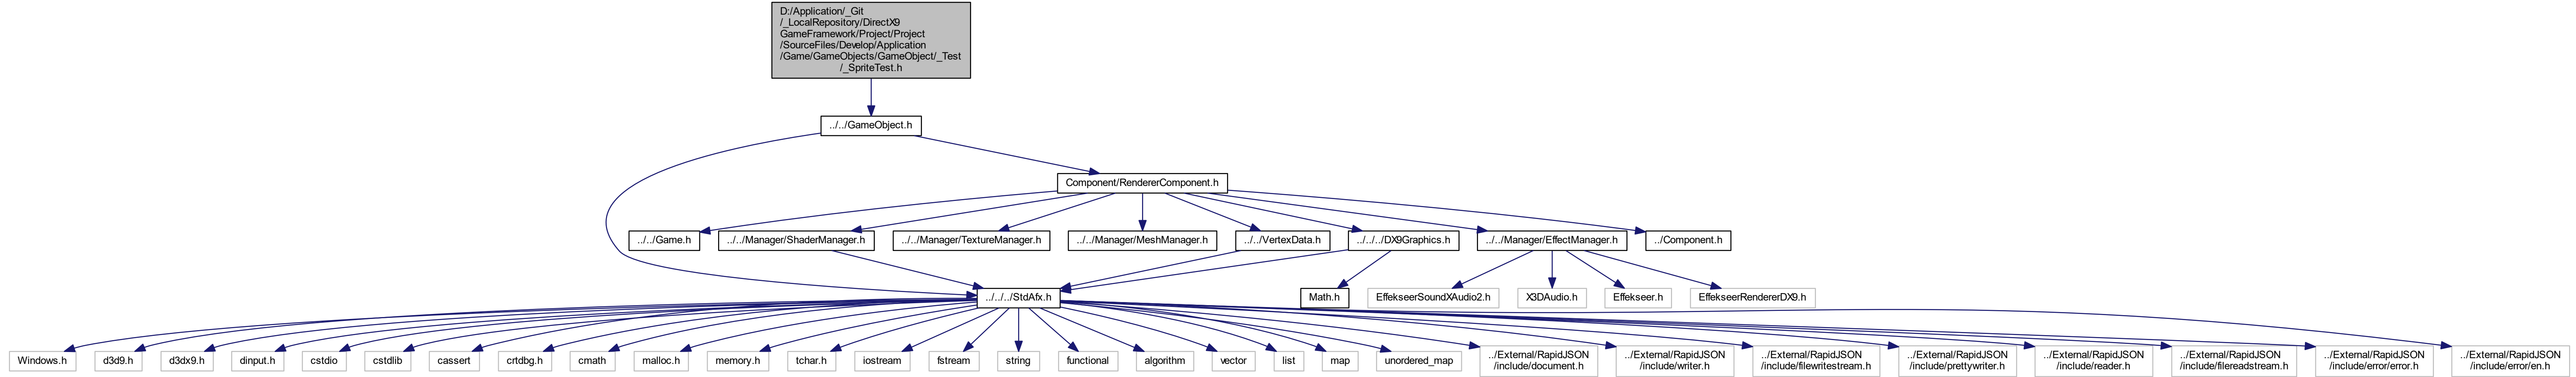 D:/Application/_Git
/_LocalRepository/DirectX9
GameFramework/Project/Project
/SourceFiles/Develop/Application
/Game/GameObjects/GameObject/_Test
/_SpriteTest.h
../../GameObject.h
Component/RendererComponent.h
../../Game.h
../../Manager/ShaderManager.h
../../Manager/TextureManager.h
../../Manager/MeshManager.h
../../VertexData.h
../../../DX9Graphics.h
../../Manager/EffectManager.h
../Component.h
../../../StdAfx.h
Math.h
EffekseerSoundXAudio2.h
X3DAudio.h
Effekseer.h
EffekseerRendererDX9.h
Windows.h
d3d9.h
d3dx9.h
dinput.h
cstdio
cstdlib
cassert
crtdbg.h
cmath
malloc.h
memory.h
tchar.h
iostream
fstream
string
functional
algorithm
vector
list
map
unordered_map
../External/RapidJSON
/include/document.h
../External/RapidJSON
/include/writer.h
../External/RapidJSON
/include/filewritestream.h
../External/RapidJSON
/include/prettywriter.h
../External/RapidJSON
/include/reader.h
../External/RapidJSON
/include/filereadstream.h
../External/RapidJSON
/include/error/error.h
../External/RapidJSON
/include/error/en.h